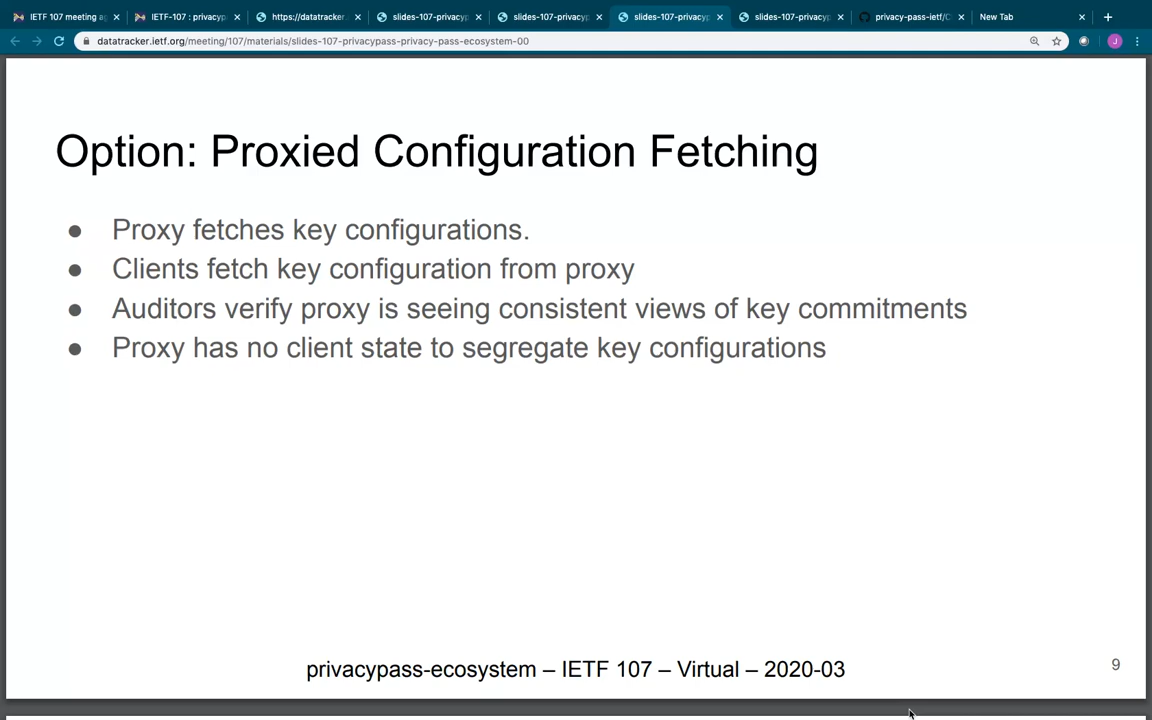 IETF 107 meeting a
IETF-107 : privacyp
https://datatracker.
slides-107-privacyp
slides-107-privacyp
slides-107-privacyp
slides-107-privacyp
privacy-pass-ietf/C
New Tab
datatracker.ietf.org/meeting/107/materials/slides-107-privacypass-privacy-pass-ecosystem-00
J
Option: Proxied Configuration Fetching
● Proxy fetches key configurations.
● Clients fetch key configuration from proxy
● Auditors verify proxy is seeing consistent views of key commitments
● Proxy has no client state to segregate key configurations
privacypass-ecosystem – IETF 107 – Virtual – 2020-03
9